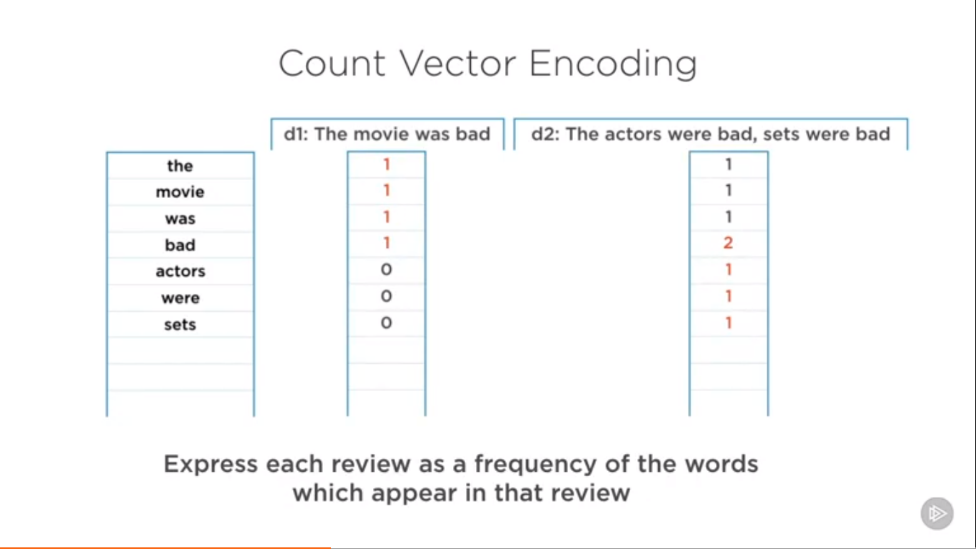 Count Vector Encoding
d1: The movie was bad d2: The actors were bad, sets were bad
the 1 1
movie 1 1
was 1 1
bad 1 2
actors 0 1
were 0 1
sets 0 1
Express each review as a frequency of the words
which appear in that review